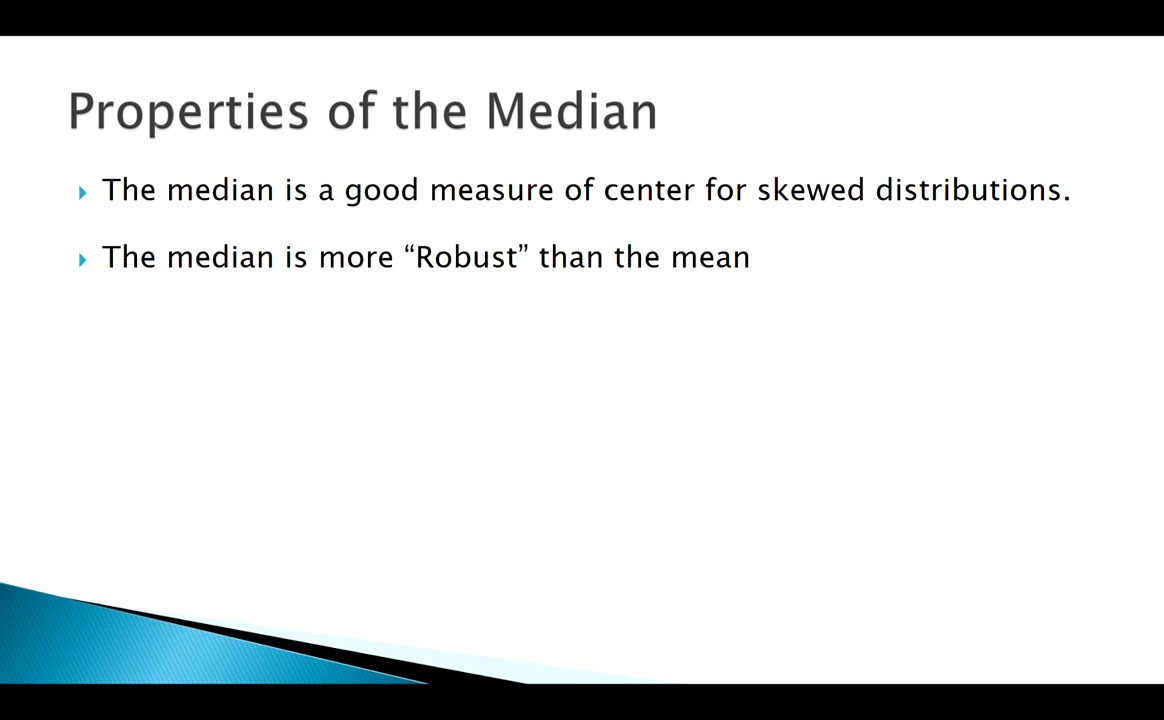 Properties of the Median
The median is a good measure of center for skewed distributions.
The median is more “Robust” than the mean